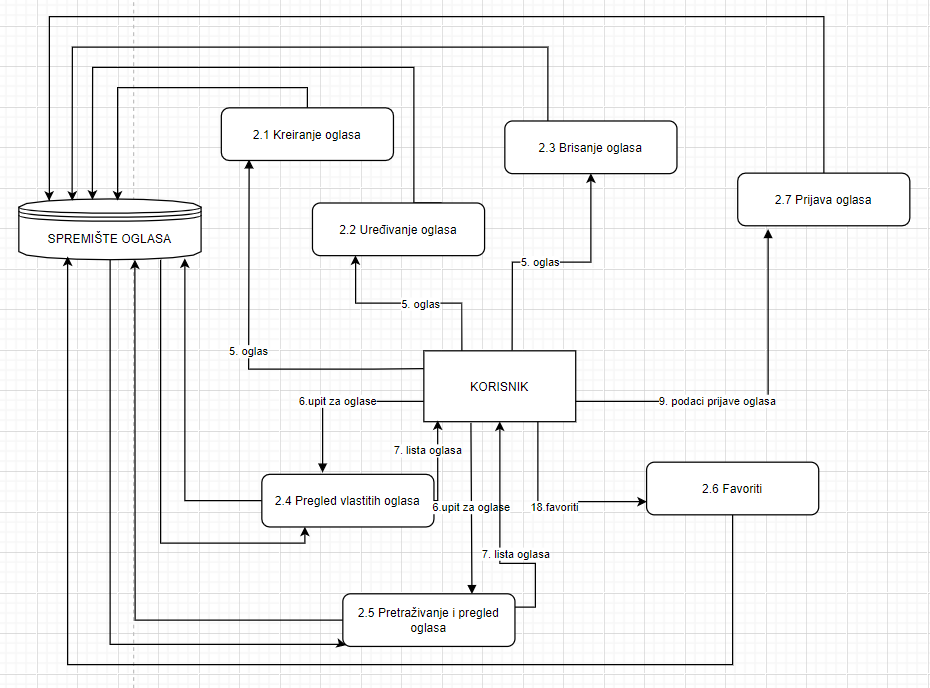 2.1 Kreiranje oglasa
2.3 Brisanje oglasa
2.7 Prijava oglasa
2.2 Uređivanje oglasa
SPREMIŠTE OGLASA
5. oglas
5. oglas
5. oglas
KORISNIK
6.upit za oglase
9. podaci prijave oglasa
7. lista oglasa
2.4 Pregled vlastitih oglasa
6.upit za oglase
18.favoriti
2.6 Favoriti
7. lista oglasa
2.5 Pretraživanje i pregled
oglasa